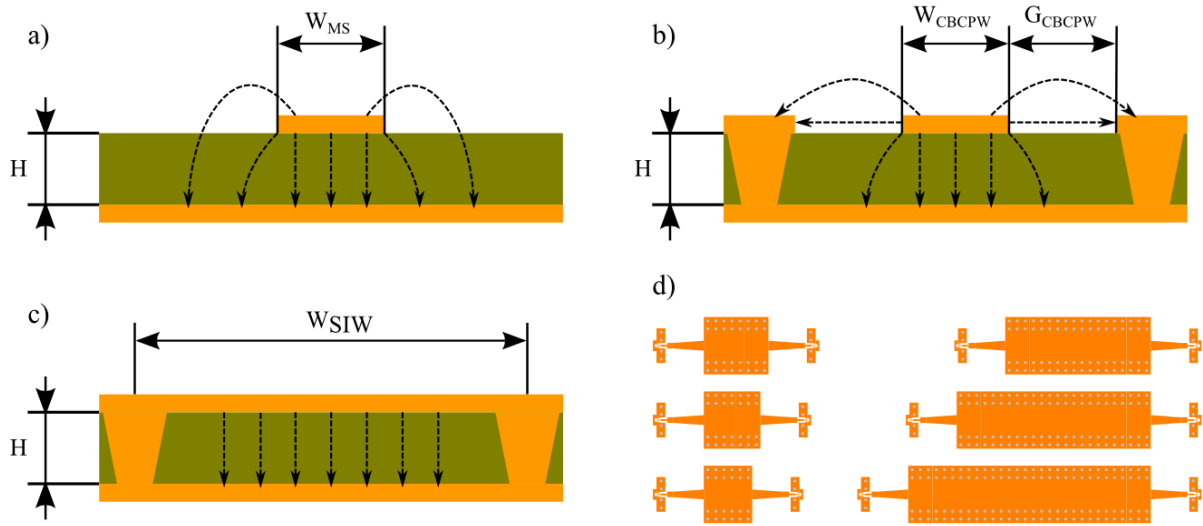 a)
W_MS
H
b)
W_CBCPW
G_CBCPW
H
c)
W_SIW
H
d)